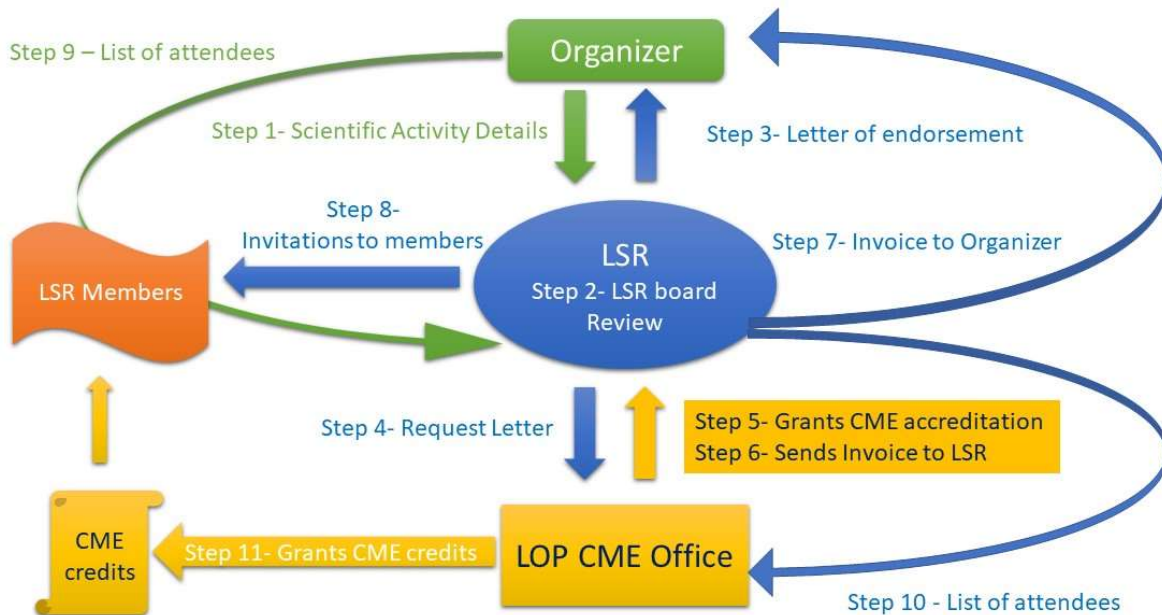 Step 9 – List of attendees
Organizer
Step 1- Scientific Activity Details
Step 3- Letter of endorsement
Step 8-
Invitations to members
LSR
Step 2- LSR board
Review
Step 7- Invoice to Organizer
LSR Members
Step 4- Request Letter
Step 5- Grants CME accreditation
Step 6- Sends Invoice to LSR
CME
credits
Step 11- Grants CME credits
LOP CME Office
Step 10 - List of attendees